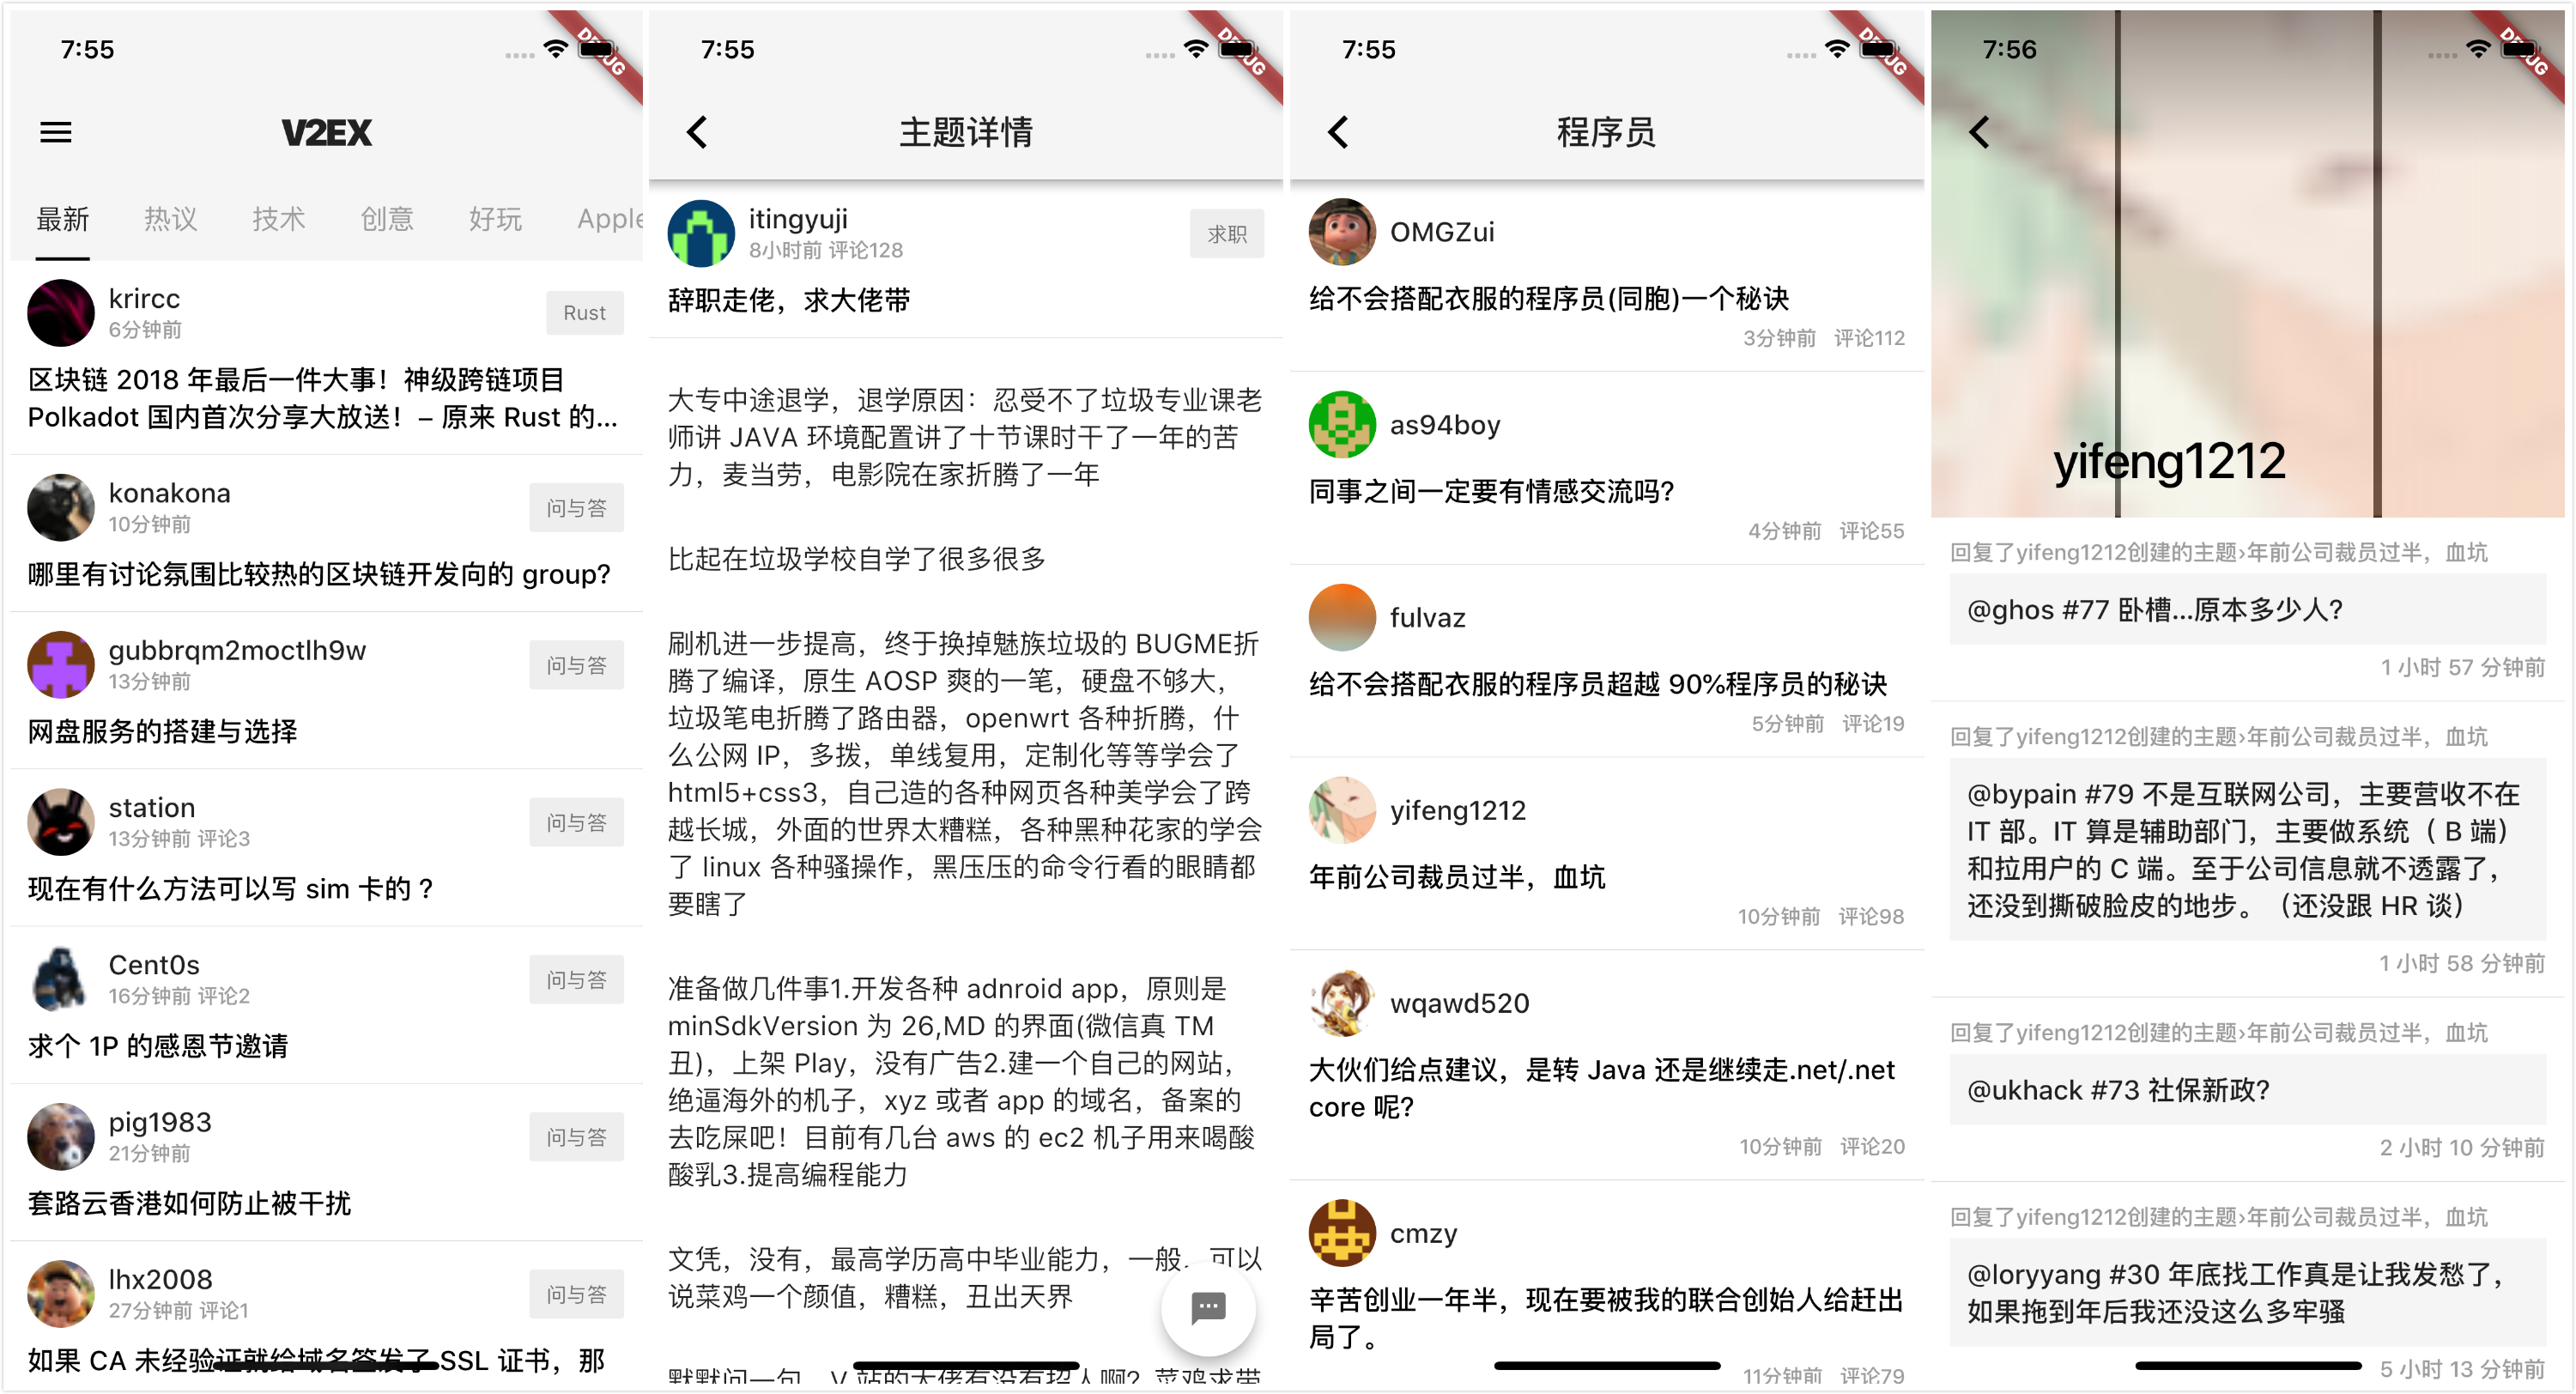 7:55
DEBUG
V2EX
最新 热议 技术 创意 好玩 Apple
krircc
6分钟前
Rust
区块链 2018 年最后一件大事！神级跨链项目
Polkadot 国内首次分享大放送！– 原来 Rust 的...
konakona
10分钟前
问与答
哪里有讨论氛围比较热的区块链开发向的 group?
gubbrqm2moctlh9w
13分钟前
问与答
网盘服务的搭建与选择
station
13分钟前 评论3
问与答
现在有什么方法可以写 sim 卡的 ?
Cent0s
16分钟前 评论2
问与答
求个 1P 的感恩节邀请
pig1983
21分钟前
问与答
套路云香港如何防止被干扰
lhx2008
27分钟前 评论1
问与答
如果 CA 未经验证就给域名签发了 SSL 证书，那
7:55
DEBUG
主题详情
itingyuji
8小时前 评论128
求职
辞职走佬，求大佬带
大专中途退学，退学原因：忍受不了垃圾专业课老
师讲 JAVA 环境配置讲了十节课时干了一年的苦
力，麦当劳，电影院在家折腾了一年
比起在垃圾学校自学了很多很多
刷机进一步提高，终于换掉魅族垃圾的 BUGME折
腾了编译，原生 AOSP 爽的一笔，硬盘不够大，
垃圾笔电折腾了路由器，openwrt 各种折腾，什
么公网 IP，多拨，单线复用，定制化等等学会了
html5+css3，自己造的各种网页各种美学会了跨
越长城，外面的世界太糟糕，各种黑种花家的学会
了 linux 各种骚操作，黑压压的命令行看的眼睛都
要瞎了
准备做几件事1.开发各种 adnroid app，原则是
minSdkVersion 为 26,MD 的界面(微信真 TM
丑)，上架 Play，没有广告2.建一个自己的网站，
绝逼海外的机子，xyz 或者 app 的域名，备案的
去吃屎吧！目前有几台 aws 的 ec2 机子用来喝酸
酸乳3.提高编程能力
文凭，没有，最高学历高中毕业能力，一般，可以
说菜鸡一个颜值，糟糕，丑出天界
默默问一句，V 站的大佬有没有招人啊？菜鸡求带
7:55
DEBUG
程序员
OMGZui
给不会搭配衣服的程序员(同胞)一个秘诀
3分钟前 评论112
as94boy
同事之间一定要有情感交流吗?
4分钟前 评论55
fulvaz
给不会搭配衣服的程序员超越 90%程序员的秘诀
5分钟前 评论19
yifeng1212
年前公司裁员过半，血坑
10分钟前 评论98
wqawd520
大伙们给点建议，是转 Java 还是继续走.net/.net
core 呢?
10分钟前 评论20
cmzy
辛苦创业一年半，现在要被我的联合创始人给赶出
局了。
11分钟前 评论79
7:56
DEBUG
yifeng1212
回复了yifeng1212创建的主题›年前公司裁员过半，血坑
@ghos #77 卧槽...原本多少人?
1 小时 57 分钟前
回复了yifeng1212创建的主题›年前公司裁员过半，血坑
@bypain #79 不是互联网公司，主要营收不在
IT 部。IT 算是辅助部门，主要做系统（ B 端）
和拉用户的 C 端。至于公司信息就不透露了，
还没到撕破脸皮的地步。（还没跟 HR 谈）
1 小时 58 分钟前
回复了yifeng1212创建的主题›年前公司裁员过半，血坑
@ukhack #73 社保新政?
2 小时 10 分钟前
回复了yifeng1212创建的主题›年前公司裁员过半，血坑
@loryyang #30 年底找工作真是让我发愁了，
如果拖到年后我还没这么多牢骚
5 小时 13 分钟前